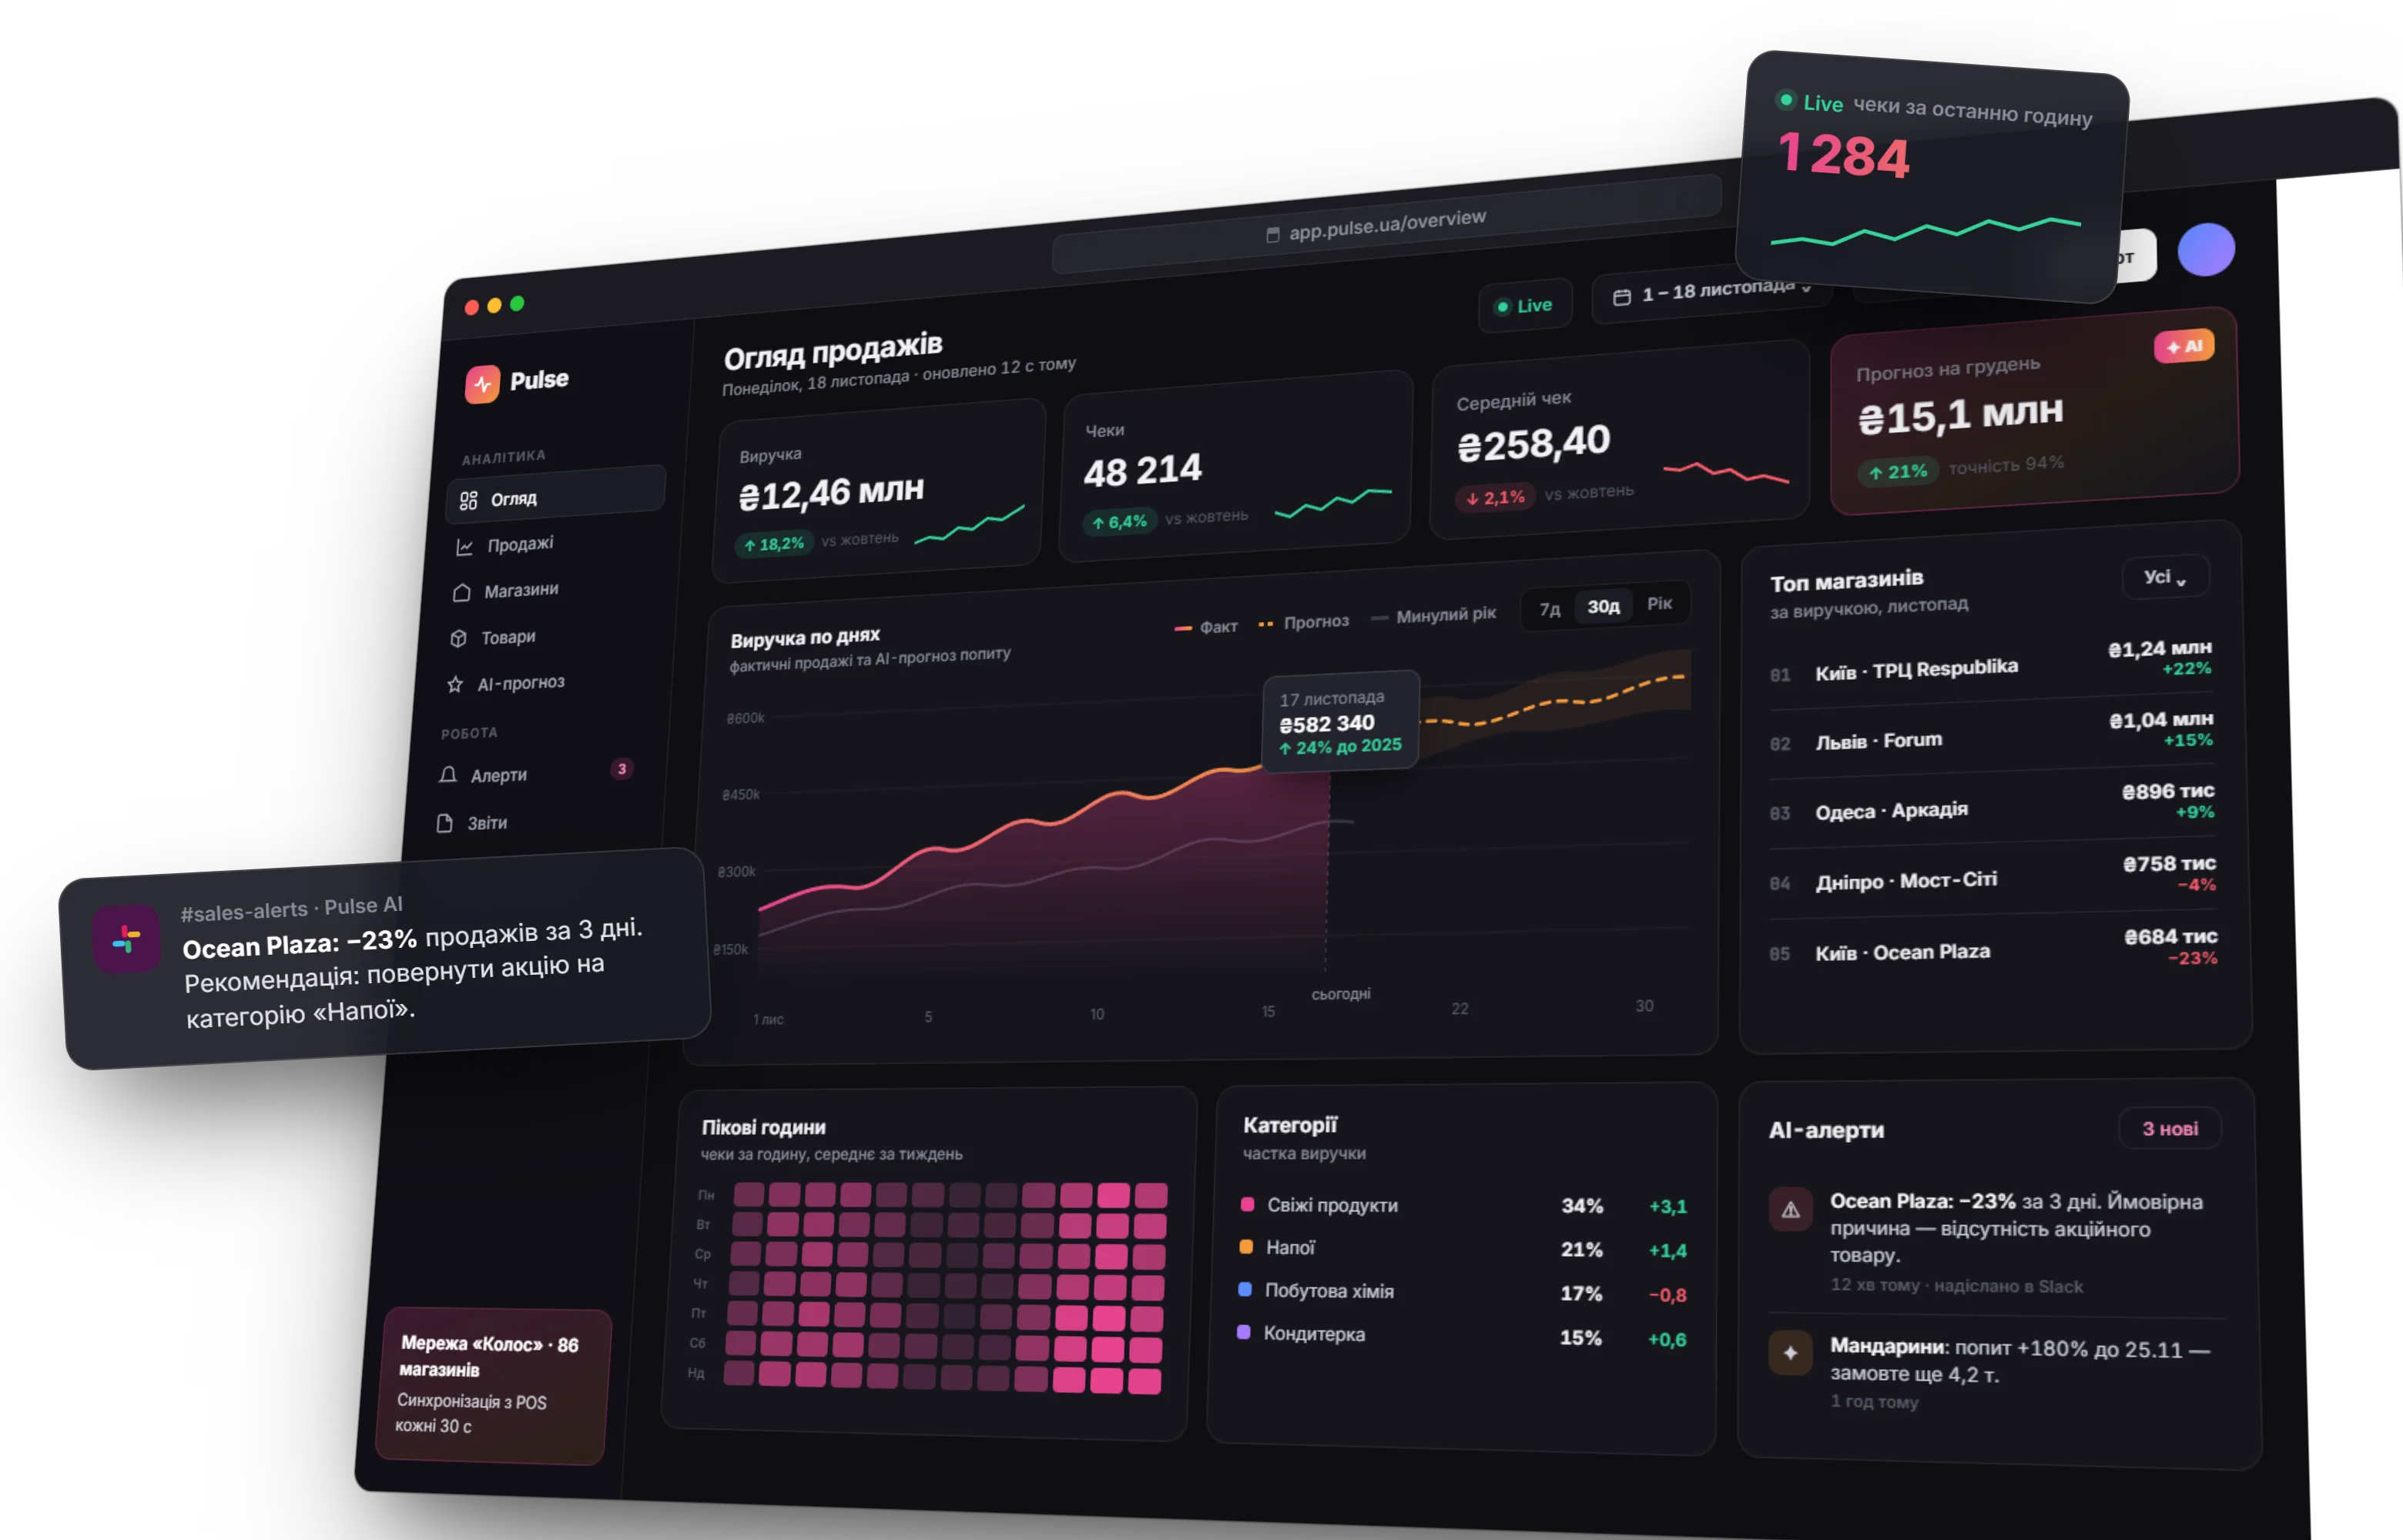 Live чеки за останню годину
1 284
app.pulse.ua/overview
Pulse
АНАЛІТИКА
Огляд
Продажі
Магазини
Товари
AI-прогноз
РОБОТА
Алерти 3
Звіти
#sales-alerts · Pulse AI
Ocean Plaza: −23% продажів за 3 дні.
Рекомендація: повернути акцію на
категорію «Напої».
Мережа «Колос» · 86
магазинів
Синхронізація з POS
кожні 30 с
Огляд продажів
Понеділок, 18 листопада · оновлено 12 с тому
Live
1 – 18 листопада
Виручка
₴12,46 млн
↑ 18,2% vs жовтень
Чеки
48 214
↑ 6,4% vs жовтень
Середній чек
₴258,40
↓ 2,1% vs жовтень
Прогноз на грудень
AI
₴15,1 млн
↑ 21% точність 94%
Виручка по днях
фактичні продажі та AI-прогноз попиту
Факт Прогноз Минулий рік
7д 30д Рік
₴600k
₴450k
₴300k
₴150k
17 листопада
₴582 340
↑ 24% до 2025
сьогодні
1 лис 5 10 15 22 30
Топ магазинів
за виручкою, листопад
Усі
01 Київ · ТРЦ Respublika ₴1,24 млн
+22%
02 Львів · Forum ₴1,04 млн
+15%
03 Одеса · Аркадія ₴896 тис
+9%
04 Дніпро · Мост-Сіті ₴758 тис
−4%
05 Київ · Ocean Plaza ₴684 тис
−23%
Пікові години
чеки за годину, середнє за тиждень
Пн
Вт
Ср
Чт
Пт
Сб
Нд
Категорії
частка виручки
Свіжі продукти 34% +3,1
Напої 21% +1,4
Побутова хімія 17% −0,8
Кондитерка 15% +0,6
AI-алерти
3 нові
Ocean Plaza: −23% за 3 дні. Ймовірна
причина — відсутність акційного
товару.
12 хв тому · надіслано в Slack
Мандарини: попит +180% до 25.11 —
замовте ще 4,2 т.
1 год тому